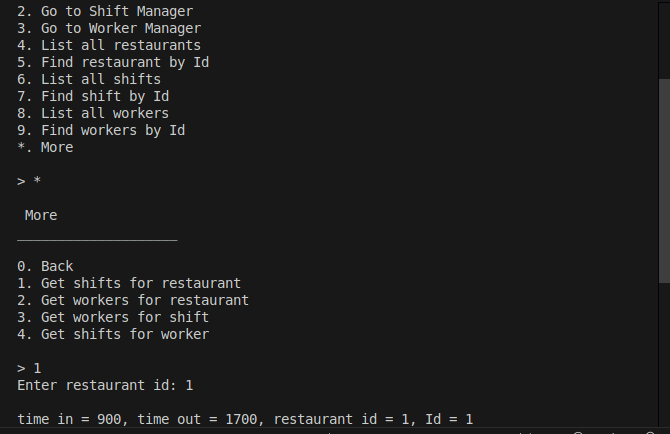 2. Go to Shift Manager
3. Go to Worker Manager
4. List all restaurants
5. Find restaurant by Id
6. List all shifts
7. Find shift by Id
8. List all workers
9. Find workers by Id
*. More
> *
More
____________________
0. Back
1. Get shifts for restaurant
2. Get workers for restaurant
3. Get workers for shift
4. Get shifts for worker
> 1
Enter restaurant id: 1
time in = 900, time out = 1700, restaurant id = 1, Id = 1